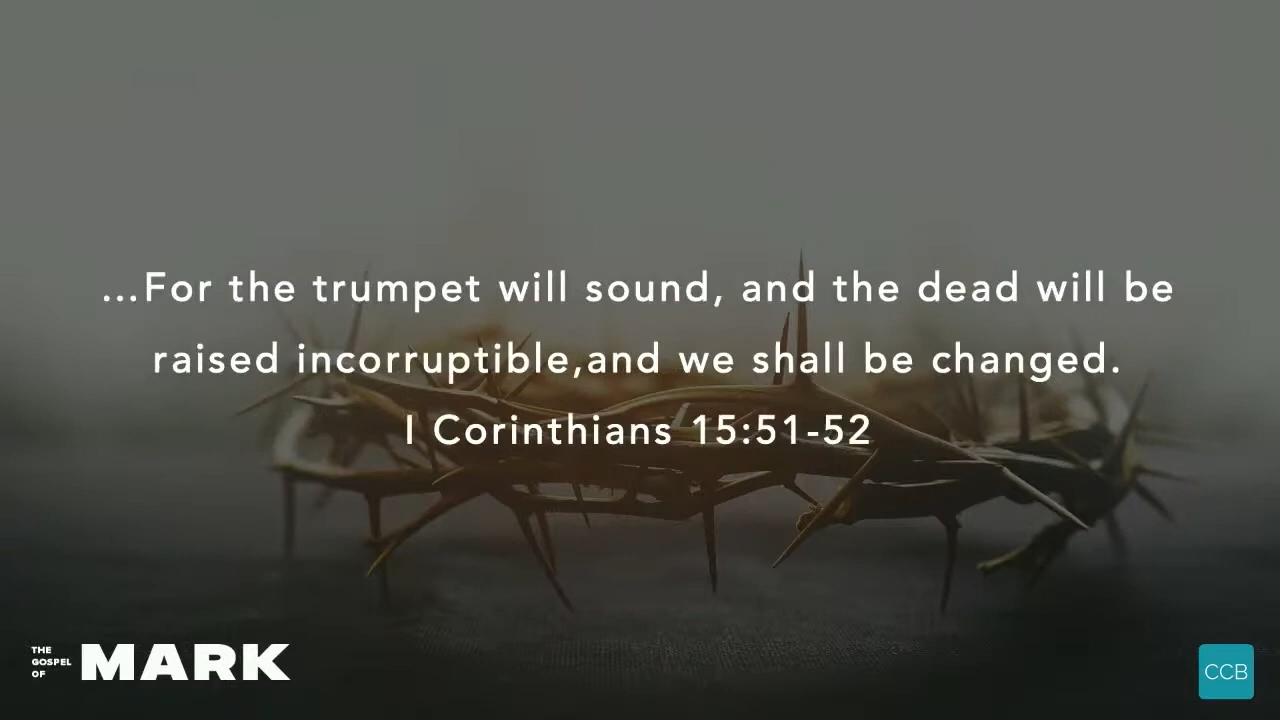 ...For the trumpet will sound, and the dead will be
raised incorruptible,and we shall be changed.
I Corinthians 15:51-52
THE
GOSPEL
OF
MARK
CCB